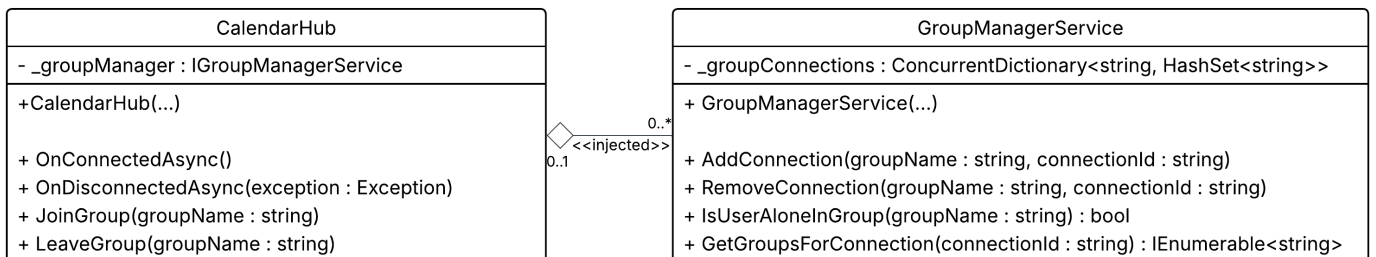 CalendarHub
- _groupManager : IGroupManagerService
+CalendarHub(...)
+ OnConnectedAsync()
+ OnDisconnectedAsync(exception : Exception)
+ JoinGroup(groupName : string)
+ LeaveGroup(groupName : string)
0..*
<<injected>>
0..1
GroupManagerService
- _groupConnections : ConcurrentDictionary<string, HashSet<string>>
+ GroupManagerService(...)
+ AddConnection(groupName : string, connectionId : string)
+ RemoveConnection(groupName : string, connectionId : string)
+ IsUserAloneInGroup(groupName : string) : bool
+ GetGroupsForConnection(connectionId : string) : IEnumerable<string>